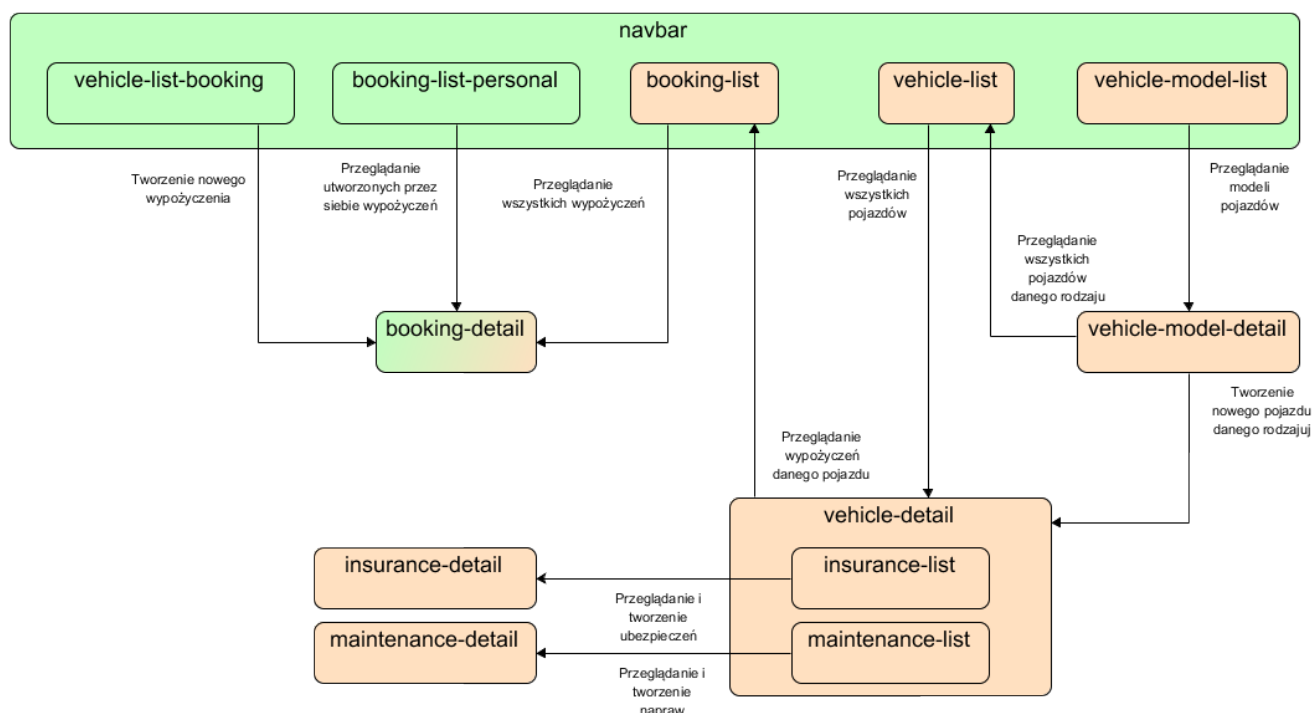 navbar
vehicle-list-booking
booking-list-personal
booking-list
vehicle-list
vehicle-model-list
Tworzenie nowego
wypożyczenia
Przeglądanie
utworzonych przez
siebie wypożyczeń
Przeglądanie
wszystkich wypożyczeń
Przeglądanie
wszystkich
pojazdów
Przeglądanie
wszystkich
pojazdów
danego rodzaju
Przeglądanie
modeli
pojazdów
booking-detail
vehicle-model-detail
Tworzenie
nowego pojazdu
danego rodzajuj
Przeglądanie
wypożyczeń
danego pojazdu
vehicle-detail
insurance-detail
insurance-list
Przeglądanie i
tworzenie
ubezpieczeń
maintenance-detail
maintenance-list
Przeglądanie i
tworzenie
napraw